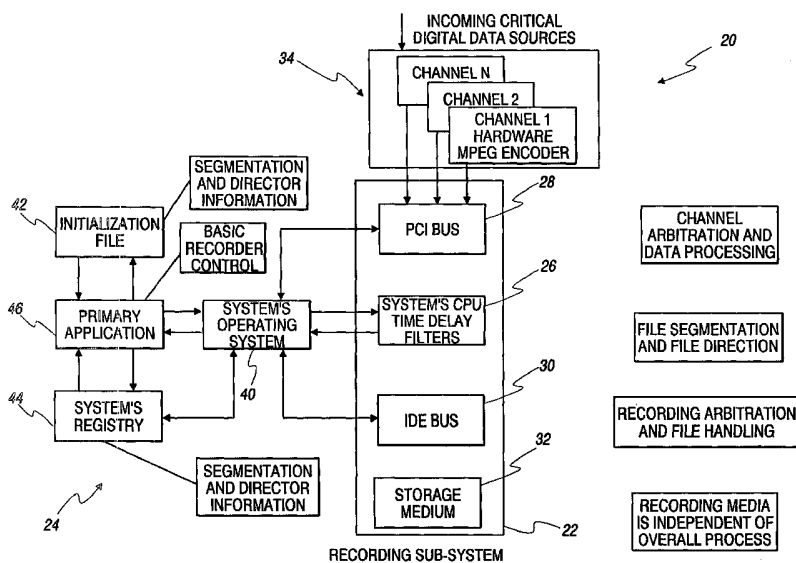 INCOMING CRITICAL
DIGITAL DATA SOURCES
20
34
CHANNEL N
CHANNEL 2
CHANNEL 1
HARDWARE
MPEG ENCODER
SEGMENTATION
AND DIRECTOR
INFORMATION
42
INITIALIZATION
FILE
BASIC
RECORDER
CONTROL
28
PCI BUS
CHANNEL
ARBITRATION AND
DATA PROCESSING
46
PRIMARY
APPLICATION
SYSTEM'S
OPERATING
SYSTEM
40
26
SYSTEM'S CPU
TIME DELAY
FILTERS
FILE SEGMENTATION
AND FILE DIRECTION
44
SYSTEM'S
REGISTRY
30
IDE BUS
RECORDING ARBITRATION
AND FILE HANDLING
SEGMENTATION
AND DIRECTOR
INFORMATION
24
32
STORAGE
MEDIUM
22
RECORDING MEDIA
IS INDEPENDENT OF
OVERALL PROCESS
RECORDING SUB-SYSTEM